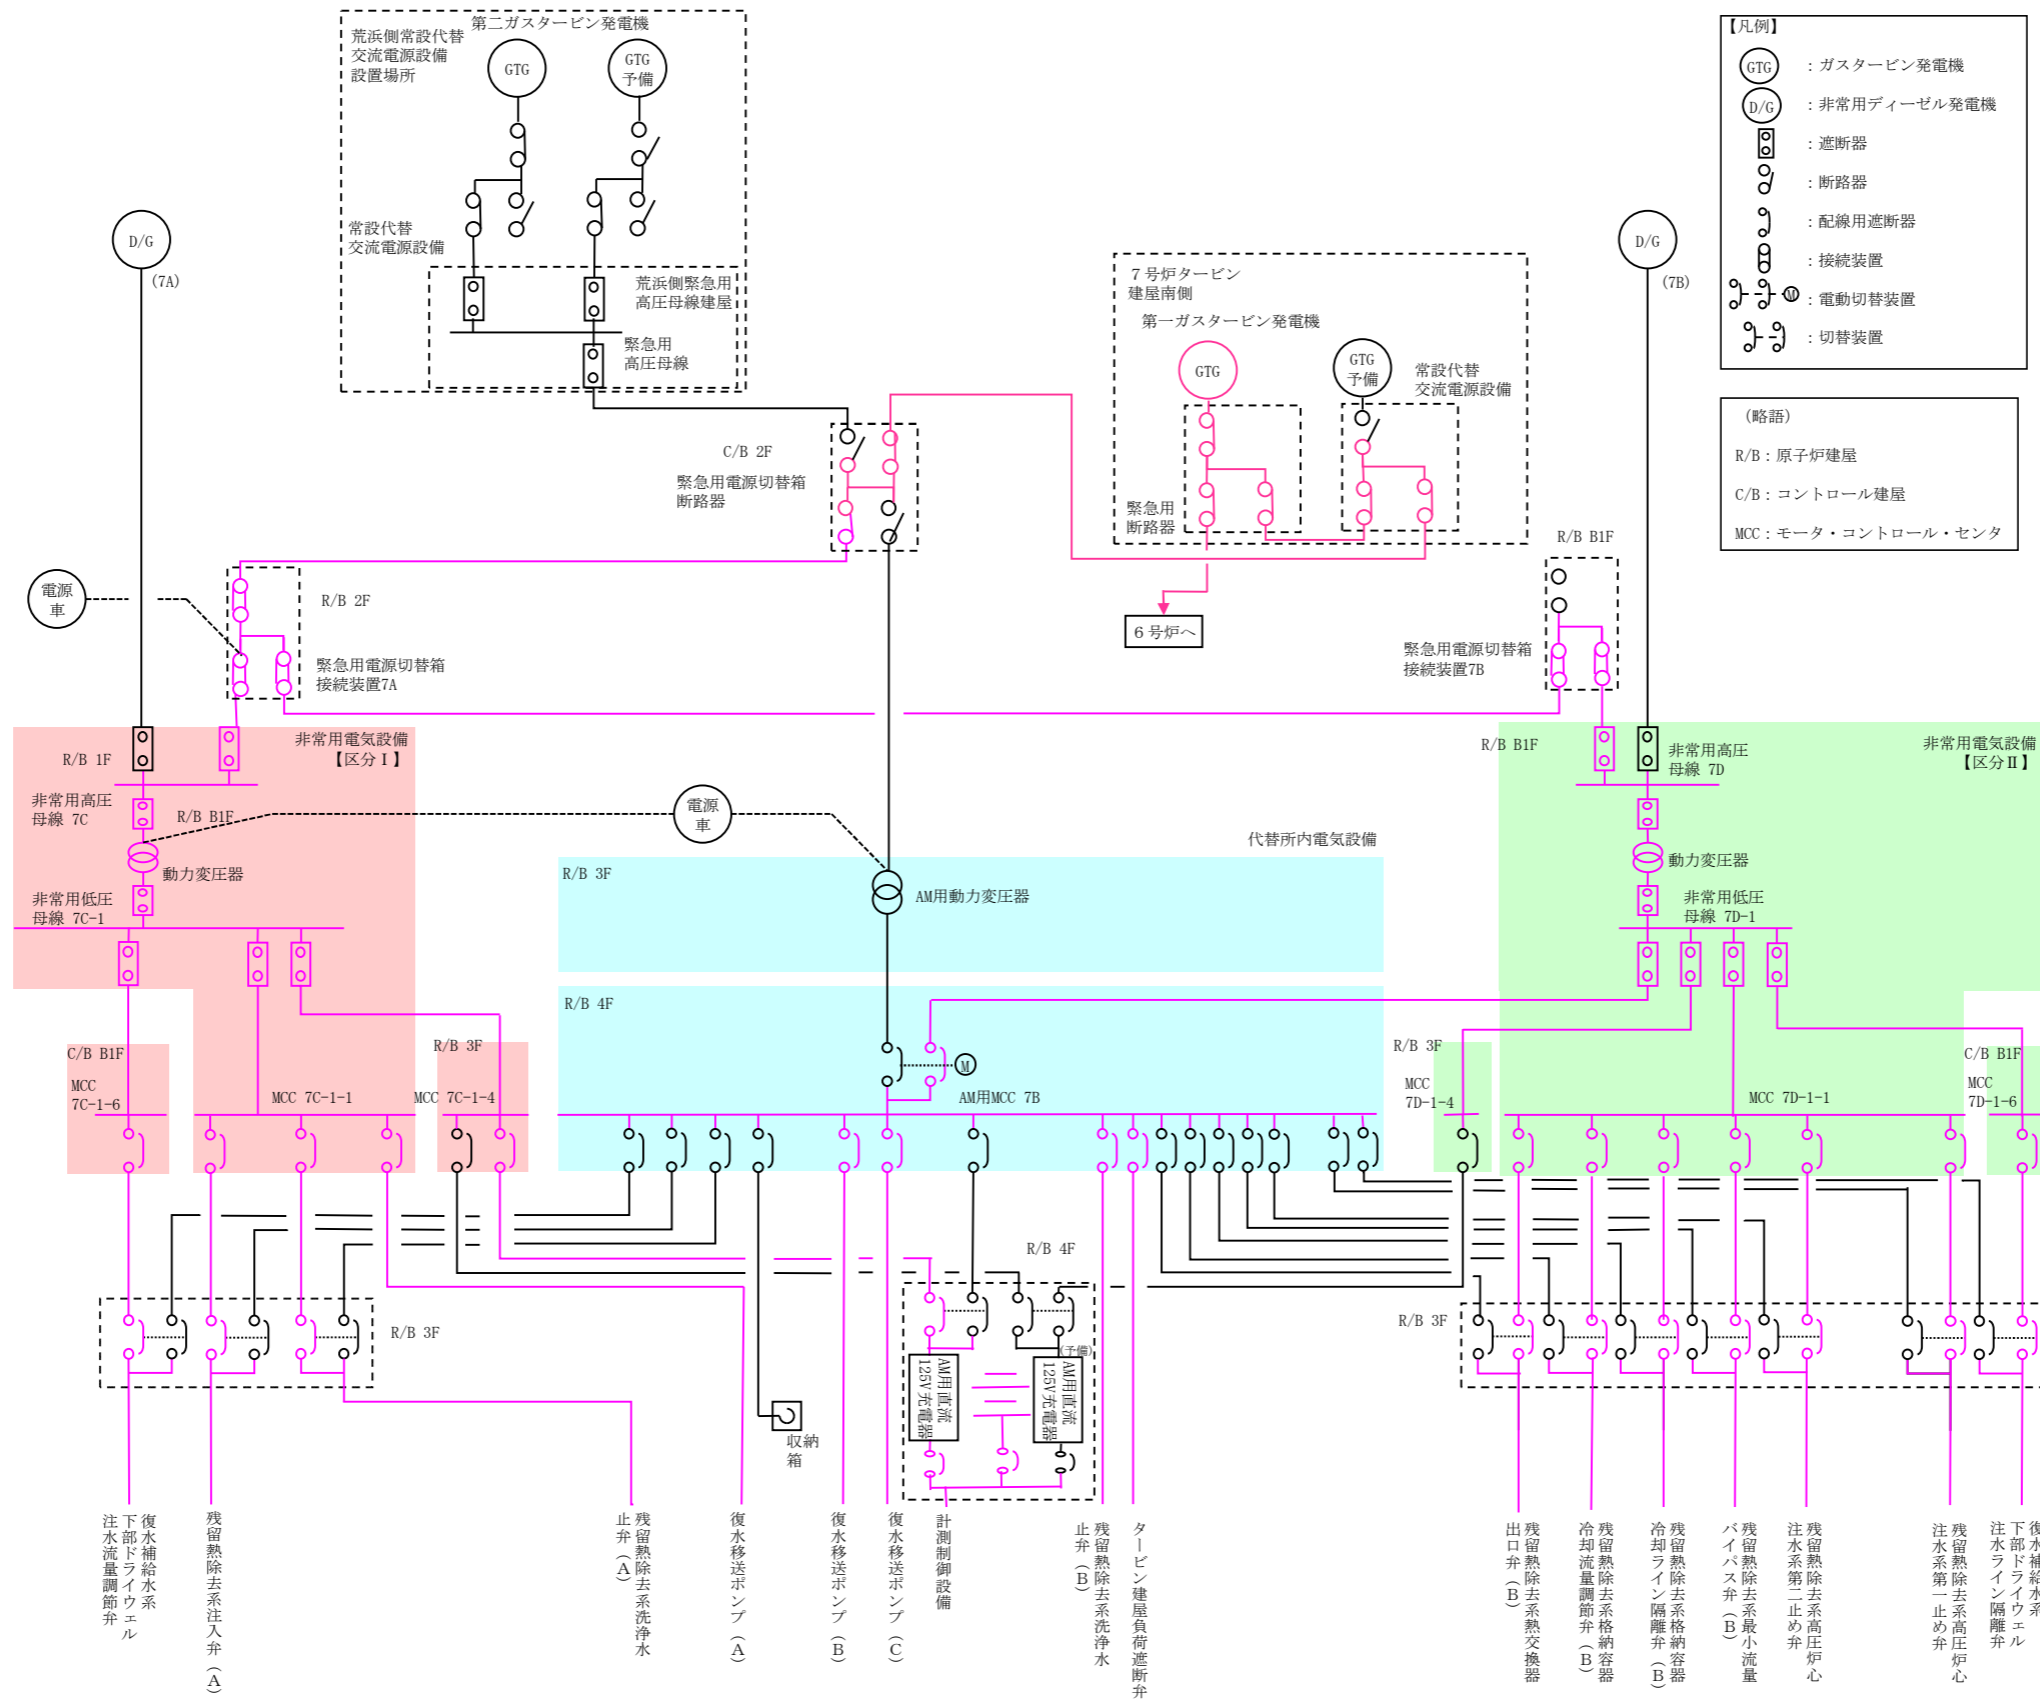 第二ガスタービン発電機
荒浜側常設代替
交流電源設備
設置場所
GTG
GTG
予備
常設代替
交流電源設備
荒浜側緊急用
高圧母線建屋
緊急用
高圧母線
【凡例】
GTG
：ガスタービン発電機
D/G
：非常用ディーゼル発電機
：遮断器
：断路器
：配線用遮断器
：接続装置
M
：電動切替装置
：切替装置
（略語）
R/B：原子炉建屋
C/B：コントロール建屋
MCC：モータ・コントロール・センタ
D/G
(7A)
7号炉タービン
建屋南側
第一ガスタービン発電機
GTG
GTG
予備
常設代替
交流電源設備
緊急用
断路器
D/G
(7B)
C/B 2F
緊急用電源切替箱
断路器
R/B B1F
電源
車
R/B 2F
緊急用電源切替箱
接続装置7A
6号炉へ
緊急用電源切替箱
接続装置7B
R/B 1F
非常用電気設備
【区分Ⅰ】
非常用高圧
母線 7C
R/B B1F
動力変圧器
非常用低圧
母線 7C-1
電源
車
代替所内電気設備
R/B 3F
AM用動力変圧器
R/B B1F
非常用高圧
母線 7D
非常用電気設備
【区分Ⅱ】
動力変圧器
非常用低圧
母線 7D-1
R/B 4F
M
AM用MCC 7B
C/B B1F
MCC
7C-1-6
MCC 7C-1-1
R/B 3F
MCC 7C-1-4
R/B 3F
MCC
7D-1-4
MCC 7D-1-1
C/B B1F
MCC
7D-1-6
R/B 3F
R/B 4F
(予備)
AM用直流
125V充電器
AM用直流
125V充電器
R/B 3F
収納
箱
復水補給水系
下部ドライウェル
注水流量調節弁
残留熱除去系注入弁（A）
残留熱除去系洗浄水
止弁（A）
復水移送ポンプ（A）
復水移送ポンプ（B）
復水移送ポンプ（C）
計測制御設備
残留熱除去系洗浄水
止弁（B）
タービン建屋負荷遮断弁
残留熱除去系熱交換器
出口弁（B）
残留熱除去系格納容器
冷却流量調節弁（B）
残留熱除去系格納容器
冷却ライン隔離弁（B）
残留熱除去系最小流量
バイパス弁（B）
残留熱除去系高圧炉心
注水系第二止め弁
残留熱除去系高圧炉心
注水系第一止め弁
復水補給水系
下部ドライウェル
注水ライン隔離弁